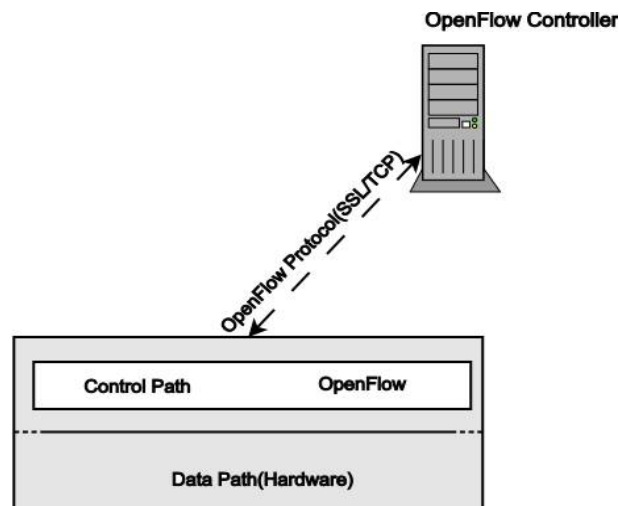 OpenFlow Controller
OpenFlow Protocol(SSL/TCP)
Control Path OpenFlow
Data Path(Hardware)